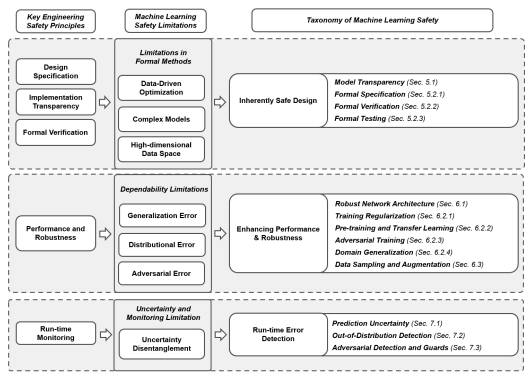 Key Engineering
Safety Principles
Machine Learning
Safety Limitations
Taxonomy of Machine Learning Safety
Design
Specification
Implementation
Transparency
Formal Verification
Limitations in
Formal Methods
Data-Driven
Optimization
Complex Models
High-dimensional
Data Space
Inherently Safe Design
Model Transparency (Sec. 5.1)
Formal Specification (Sec. 5.2.1)
Formal Verification (Sec. 5.2.2)
Formal Testing (Sec. 5.2.3)
Performance and
Robustness
Dependability Limitations
Generalization Error
Distributional Error
Adversarial Error
Enhancing Performance
& Robustness
Robust Network Architecture (Sec. 6.1)
Training Regularization (Sec. 6.2.1)
Pre-training and Transfer Learning (Sec. 6.2.2)
Adversarial Training (Sec. 6.2.3)
Domain Generalization (Sec. 6.2.4)
Data Sampling and Augmentation (Sec. 6.3)
Run-time
Monitoring
Uncertainty and
Monitoring Limitation
Uncertainty
Disentanglement
Run-time Error
Detection
Prediction Uncertainty (Sec. 7.1)
Out-of-Distribution Detection (Sec. 7.2)
Adversarial Detection and Guards (Sec. 7.3)